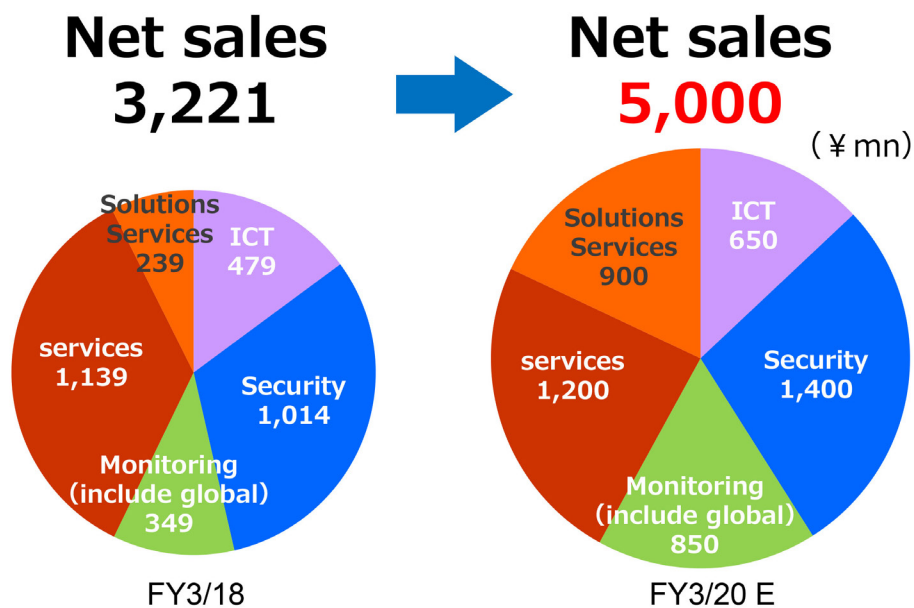 Net sales
3,221
Net sales
5,000
(¥mn)
Solutions
Services
239
ICT
479
services
1,139
Security
1,014
Monitoring
(include global)
349
FY3/18
Solutions
Services
900
ICT
650
services
1,200
Security
1,400
Monitoring
(include global)
850
FY3/20 E